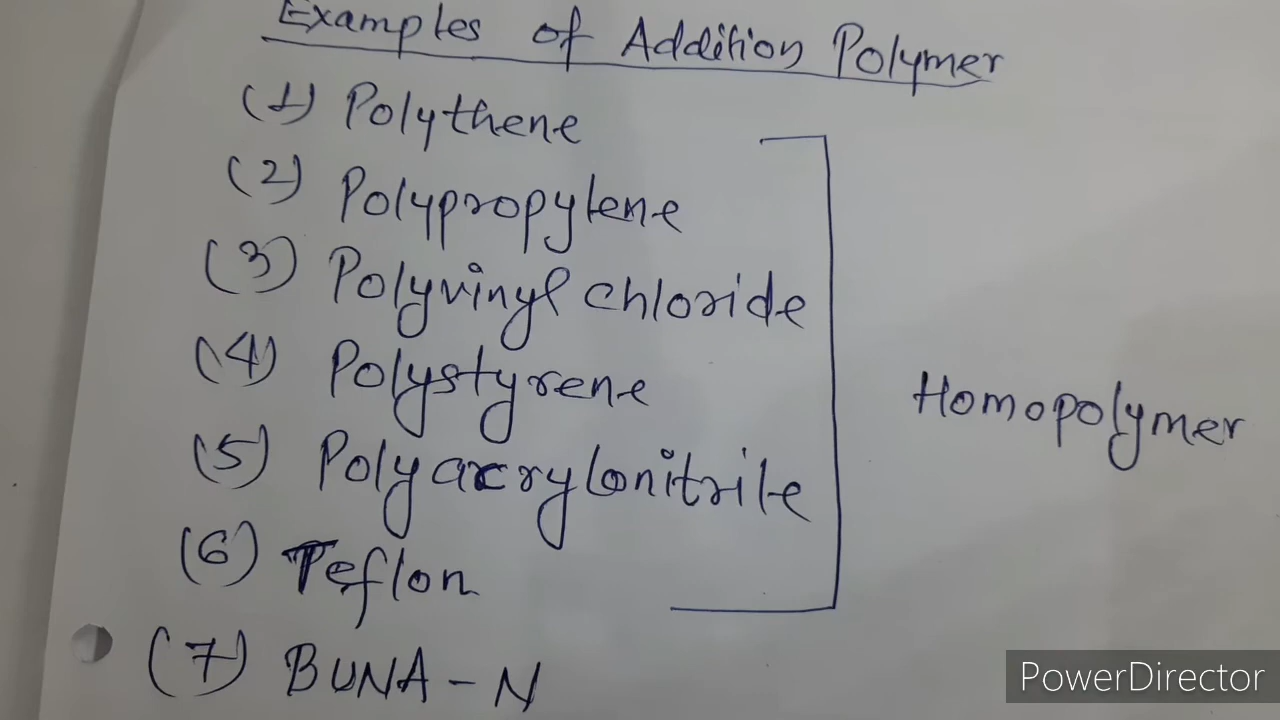 Examples of Addition Polymer
(1) Polythene
(2) Polypropylene
(3) Polyvinyl chloride
(4) Polystyrene
(5) Polyacrylonitrile
(6) Teflon
Homopolymer
(7) BUNA-N
PowerDirector